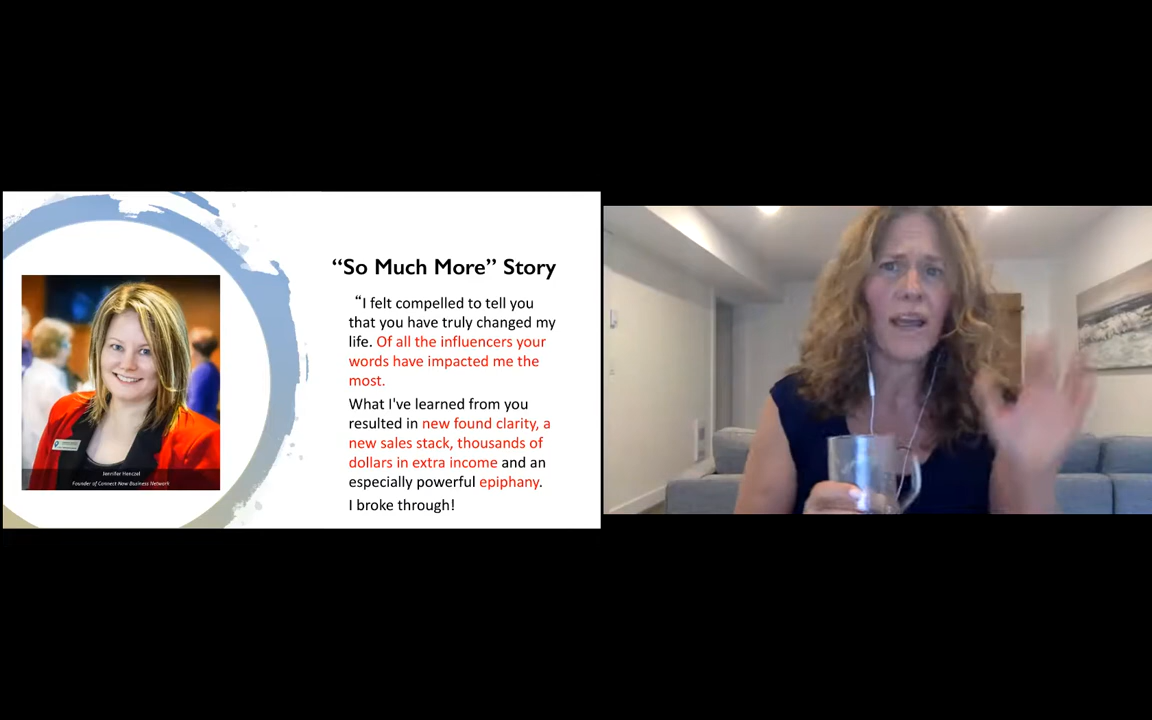 “So Much More” Story
“I felt compelled to tell you
that you have truly changed my
life. Of all the influencers your
words have impacted me the
most.
What I've learned from you
resulted in new found clarity, a
new sales stack, thousands of
dollars in extra income and an
especially powerful epiphany.
I broke through!
Jennifer Henczel
Founder of Connect New Business Network